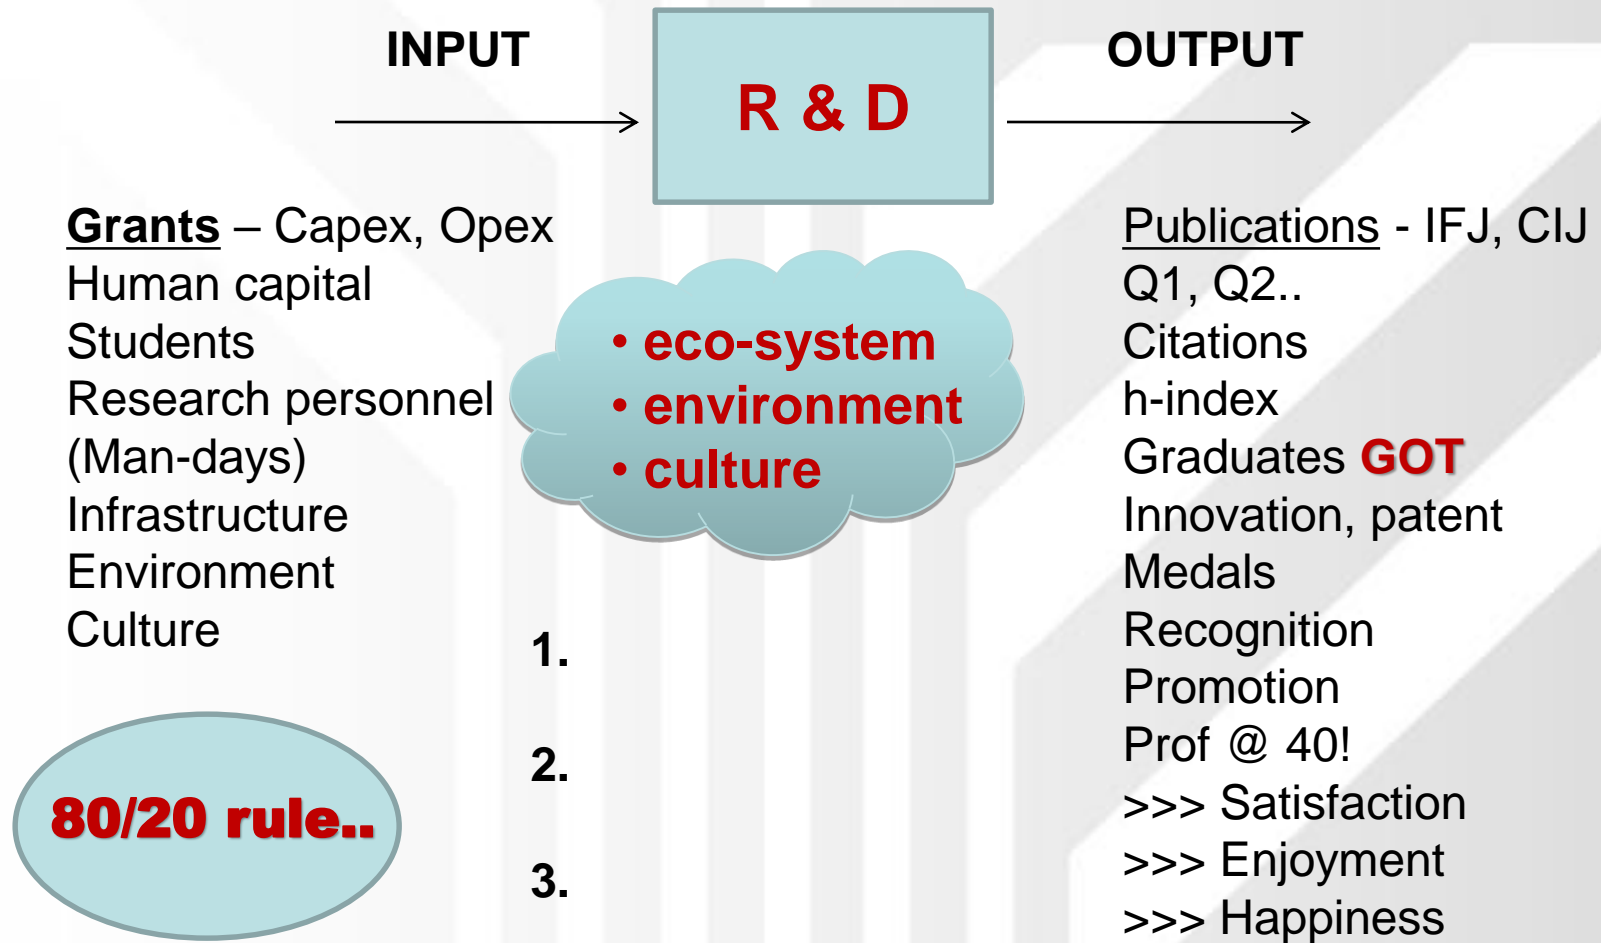 INPUT
R & D
OUTPUT
Grants – Capex, Opex
Human capital
Students
Research personnel
(Man-days)
Infrastructure
Environment
Culture
80/20 rule..
• eco-system
• environment
• culture
1.
2.
3.
Publications - IFJ, CIJ
Q1, Q2..
Citations
h-index
Graduates GOT
Innovation, patent
Medals
Recognition
Promotion
Prof @ 40!
>>> Satisfaction
>>> Enjoyment
>>> Happiness